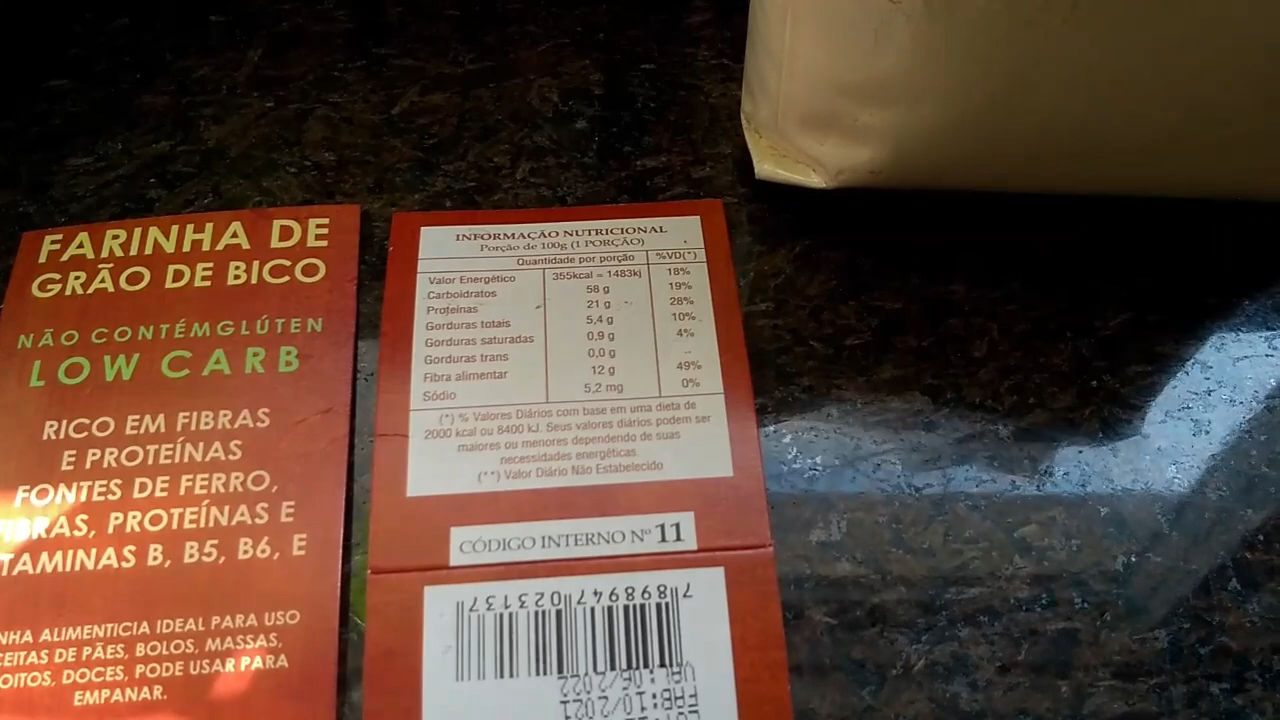 FARINHA DE
GRÃO DE BICO
NÃO CONTÉMGLÚTEN
LOW CARB
RICO EM FIBRAS
E PROTEÍNAS
FONTES DE FERRO,
FIBRAS, PROTEÍNAS E
TAMINAS B, B5, B6, E
NHA ALIMENTICIA IDEAL PARA USO
CEITAS DE PÃES, BOLOS, MASSAS,
OITOS, DOCES, PODE USAR PARA
EMPANAR.
INFORMAÇÃO NUTRICIONAL
Porção de 100g (1 PORÇÃO)
Quantidade por porção %VD(*)
Valor Energético 355kcal = 1483kj 18%
Carboidratos 58 g 19%
Proteínas 21 g 28%
Gorduras totais 5,4 g 10%
Gorduras saturadas 0,9 g 4%
Gorduras trans 0,0 g --
Fibra alimentar 12 g 49%
Sódio 5,2 mg 0%
(*) % Valores Diários com base em uma dieta de
2000 kcal ou 8400 kJ. Seus valores diários podem ser
maiores ou menores dependendo de suas
necessidades energéticas.
(**) Valor Diário Não Estabelecido
CÓDIGO INTERNO Nº 11
7 898947 023137
VAL:06/2022
FAB:10/2021